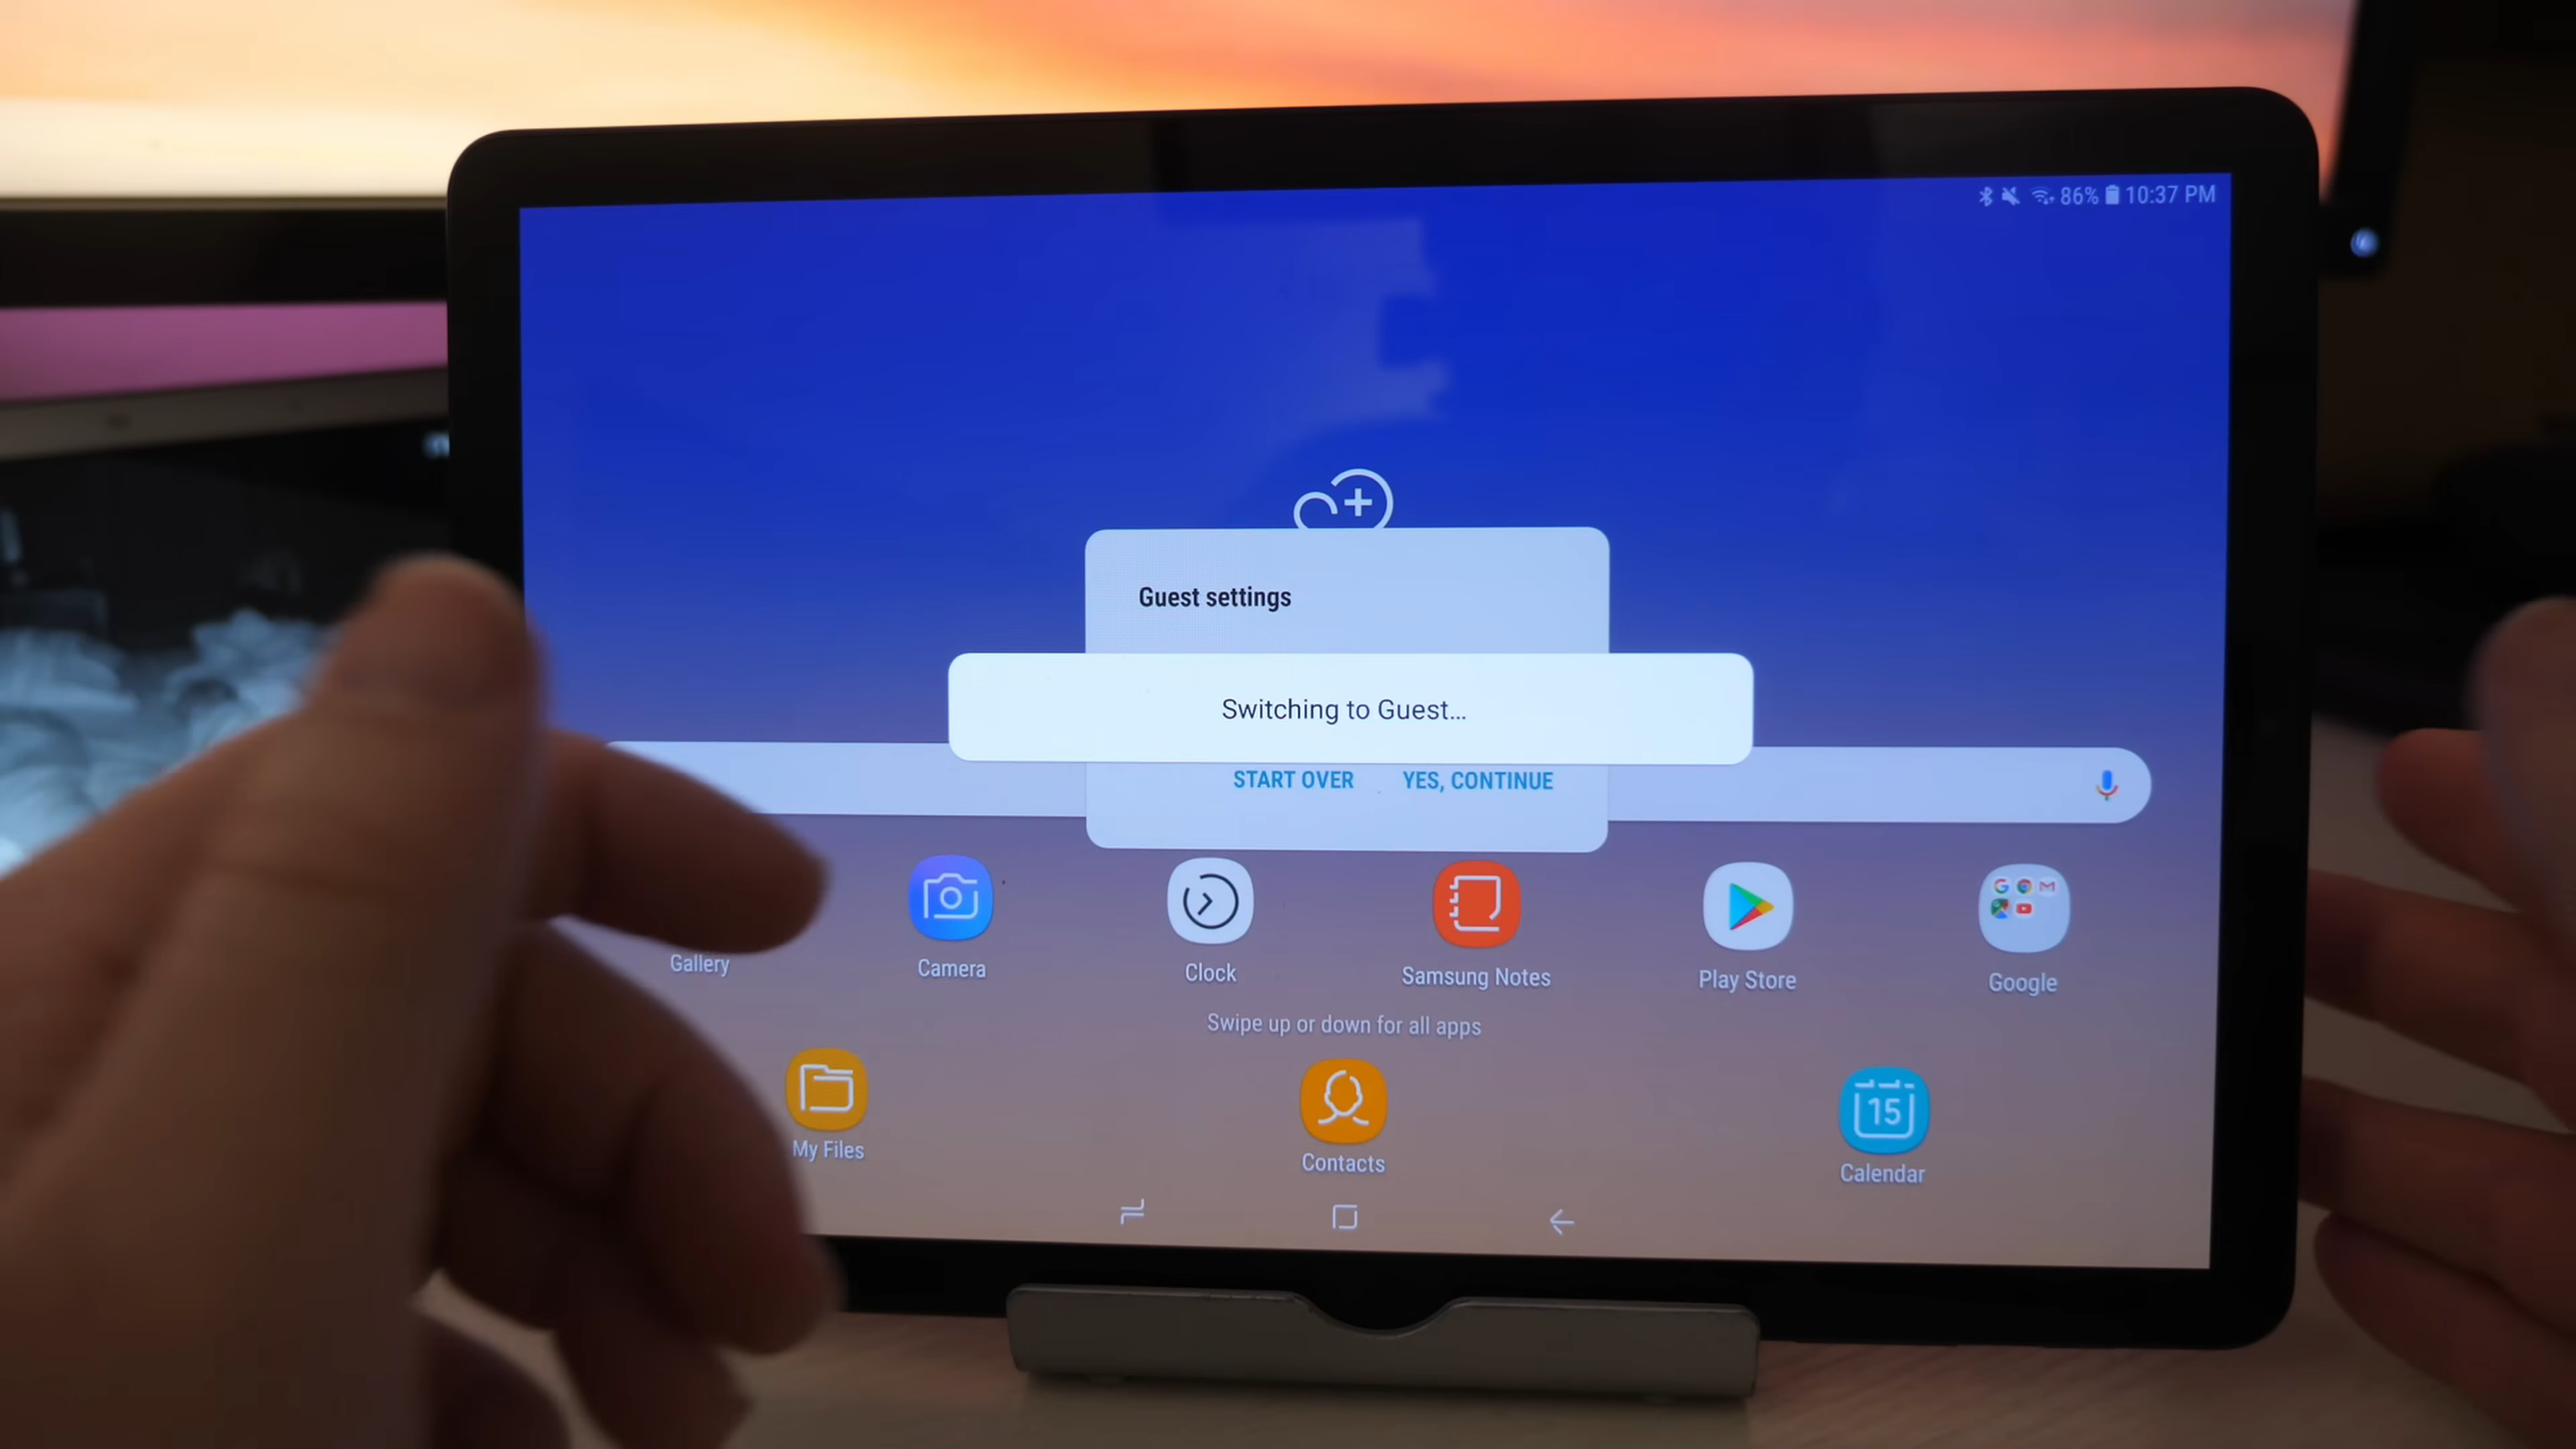 86% 10:37 PM
Guest settings
Switching to Guest...
START OVER YES, CONTINUE
Gallery
Camera
Clock
Samsung Notes
Play Store
Google
Swipe up or down for all apps
My Files
Contacts
15
Calendar